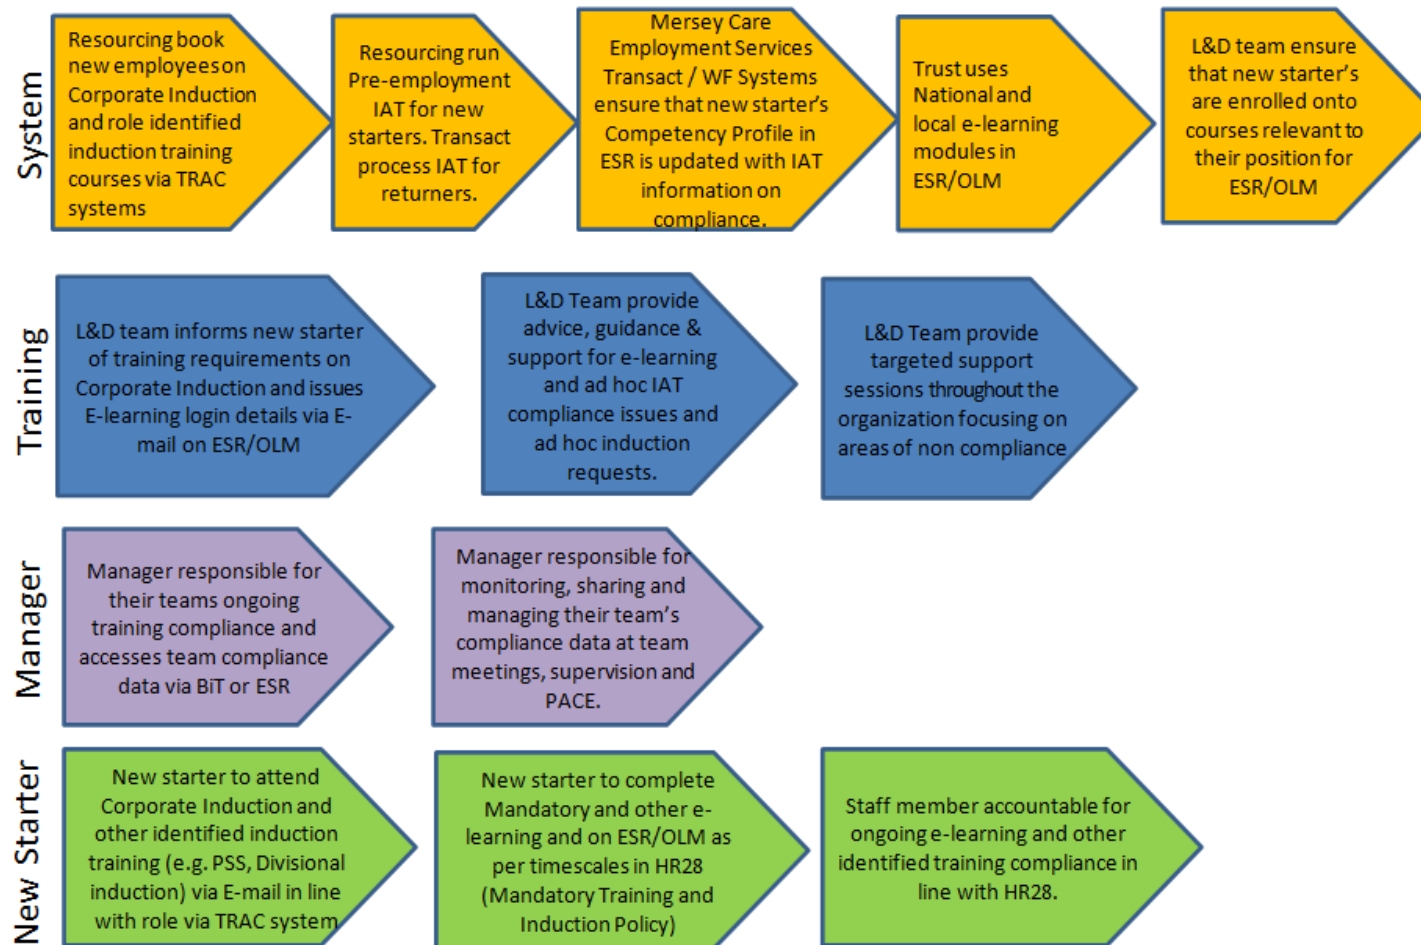 System
Resourcing book
new employees on
Corporate Induction
and role identified
induction training
courses via TRAC
systems
Resourcing run
Pre-employment
IAT for new
starters. Transact
process IAT for
returners.
Mersey Care
Employment Services
Transact / WF Systems
ensure that new starter's
Competency Profile in
ESR is updated with IAT
information on
compliance.
Trust uses
National and
local e-learning
modules in
ESR/OLM
L&D team ensure
that new starter's
are enrolled onto
courses relevant to
their position for
ESR/OLM
Training
L&D team informs new starter
of training requirements on
Corporate Induction and issues
E-learning login details via E-
mail on ESR/OLM
L&D Team provide
advice, guidance &
support for e-learning
and ad hoc IAT
compliance issues and
ad hoc induction
requests.
L&D Team provide
targeted support
sessions throughout the
organization focusing on
areas of non compliance
Manager
Manager responsible for
their teams ongoing
training compliance and
accesses team compliance
data via BiT or ESR
Manager responsible for
monitoring, sharing and
managing their team's
compliance data at team
meetings, supervision and
PACE.
New Starter
New starter to attend
Corporate Induction and
other identified induction
training (e.g. PSS, Divisional
induction) via E-mail in line
with role via TRAC system
New starter to complete
Mandatory and other e-
learning and on ESR/OLM as
per timescales in HR28
(Mandatory Training and
Induction Policy)
Staff member accountable for
ongoing e-learning and other
identified training compliance in
line with HR28.